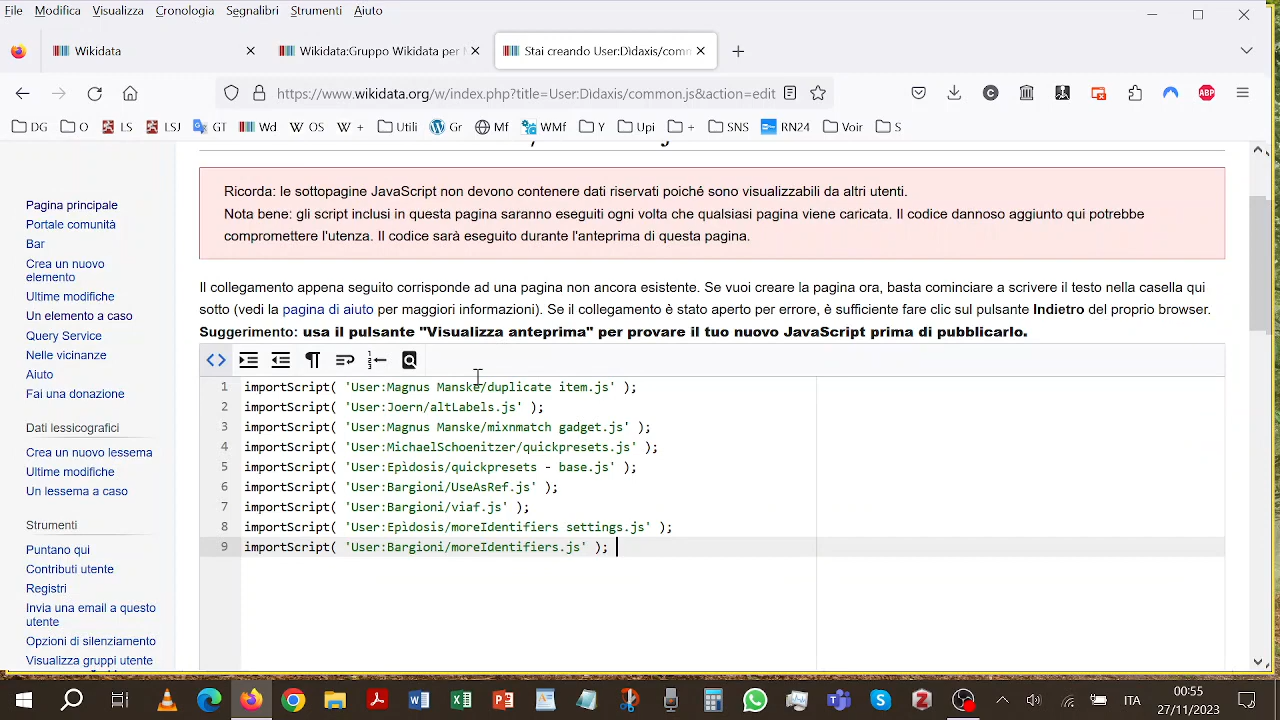 File Modifica Visualizza Cronologia Segnalibri Strumenti Aiuto
Wikidata
Wikidata:Gruppo Wikidata per
Stai creando User:Dìdaxis/comm
https://www.wikidata.org/w/index.php?title=User:Dìdaxis/common.js&action=edit
DG O LS LSJ GT Wd OS + Utili Gr Mf WMf Y Upi + SNS RN24 Voir S
Pagina principale
Portale comunità
Bar
Crea un nuovo
elemento
Ultime modifiche
Un elemento a caso
Query Service
Nelle vicinanze
Aiuto
Fai una donazione
Dati lessicografici
Crea un nuovo lessema
Ultime modifiche
Un lessema a caso
Strumenti
Puntano qui
Contributi utente
Registri
Invia una email a questo
utente
Opzioni di silenziamento
Visualizza gruppi utente
Ricorda: le sottopagine JavaScript non devono contenere dati riservati poiché sono visualizzabili da altri utenti.
Nota bene: gli script inclusi in questa pagina saranno eseguiti ogni volta che qualsiasi pagina viene caricata. Il codice dannoso aggiunto qui potrebbe
compromettere l'utenza. Il codice sarà eseguito durante l'anteprima di questa pagina.
Il collegamento appena seguito corrisponde ad una pagina non ancora esistente. Se vuoi creare la pagina ora, basta cominciare a scrivere il testo nella casella qui
sotto (vedi la pagina di aiuto per maggiori informazioni). Se il collegamento è stato aperto per errore, è sufficiente fare clic sul pulsante Indietro del proprio browser.
Suggerimento: usa il pulsante "Visualizza anteprima" per provare il tuo nuovo JavaScript prima di pubblicarlo.
1 importScript( 'User:Magnus Manske/duplicate item.js' );
2 importScript( 'User:Joern/altLabels.js' );
3 importScript( 'User:Magnus Manske/mixnmatch gadget.js' );
4 importScript( 'User:MichaelSchoenitzer/quickpresets.js' );
5 importScript( 'User:Epìdosis/quickpresets - base.js' );
6 importScript( 'User:Bargioni/UseAsRef.js' );
7 importScript( 'User:Bargioni/viaf.js' );
8 importScript( 'User:Epìdosis/moreIdentifiers settings.js' );
9 importScript( 'User:Bargioni/moreIdentifiers.js' );
ITA
00:55
27/11/2023